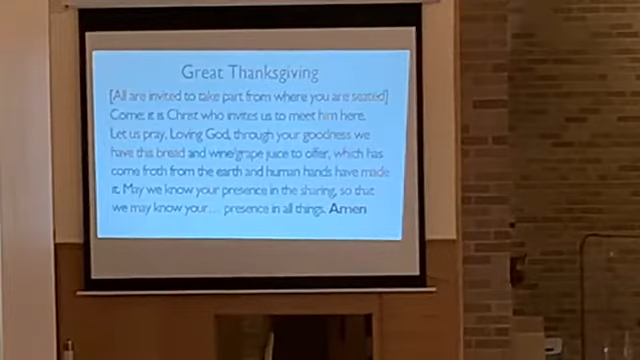 Great Thanksgiving
[All are invited to take part from where you are seated]
Come: it is Christ who invites us to meet him here.
Let us pray. Loving God, through your goodness we
have this bread and wine/grape juice to offer, which has
come froth from the earth and human hands have made
it. May we know your presence in the sharing, so that
we may know your... presence in all things. Amen